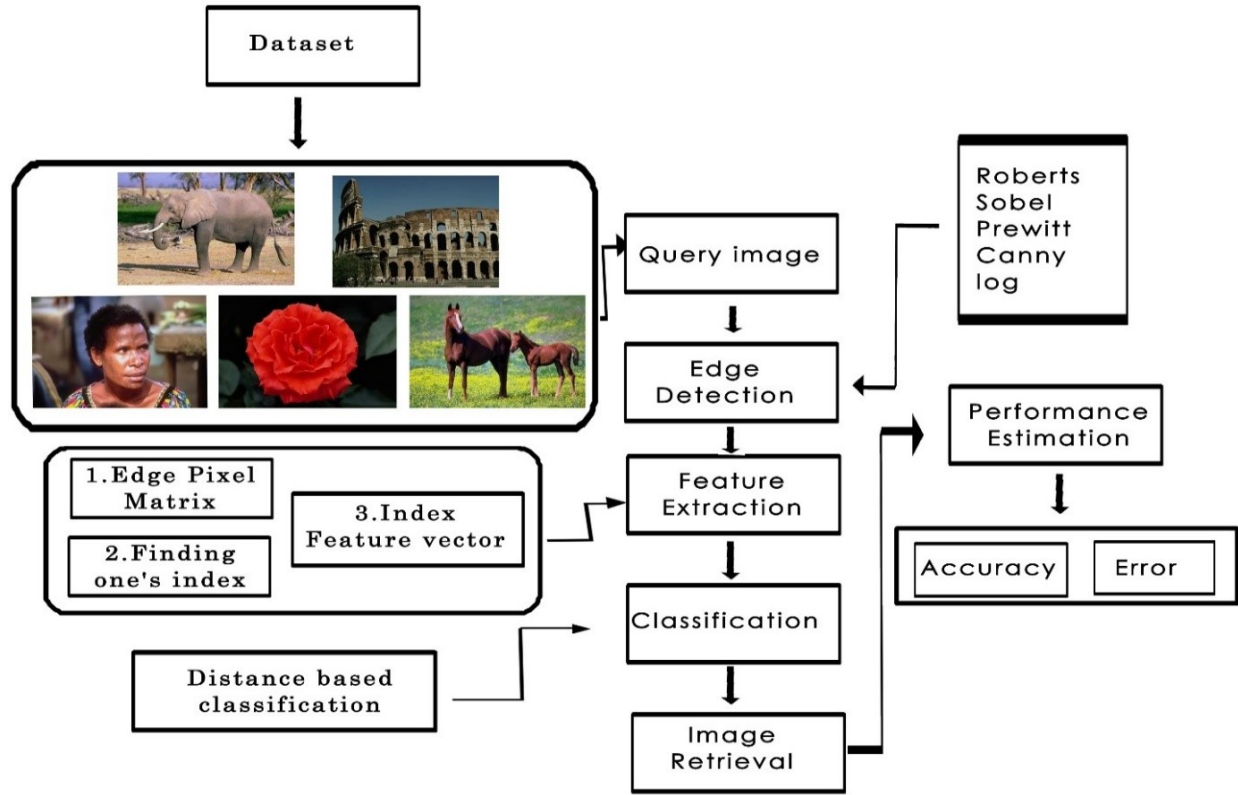 Dataset
Query image
Roberts
Sobel
Prewitt
Canny
log
Edge
Detection
Performance
Estimation
1.Edge Pixel
Matrix
2.Finding
one's index
3.Index
Feature vector
Feature
Extraction
Accuracy
Error
Classification
Distance based
classification
Image
Retrieval